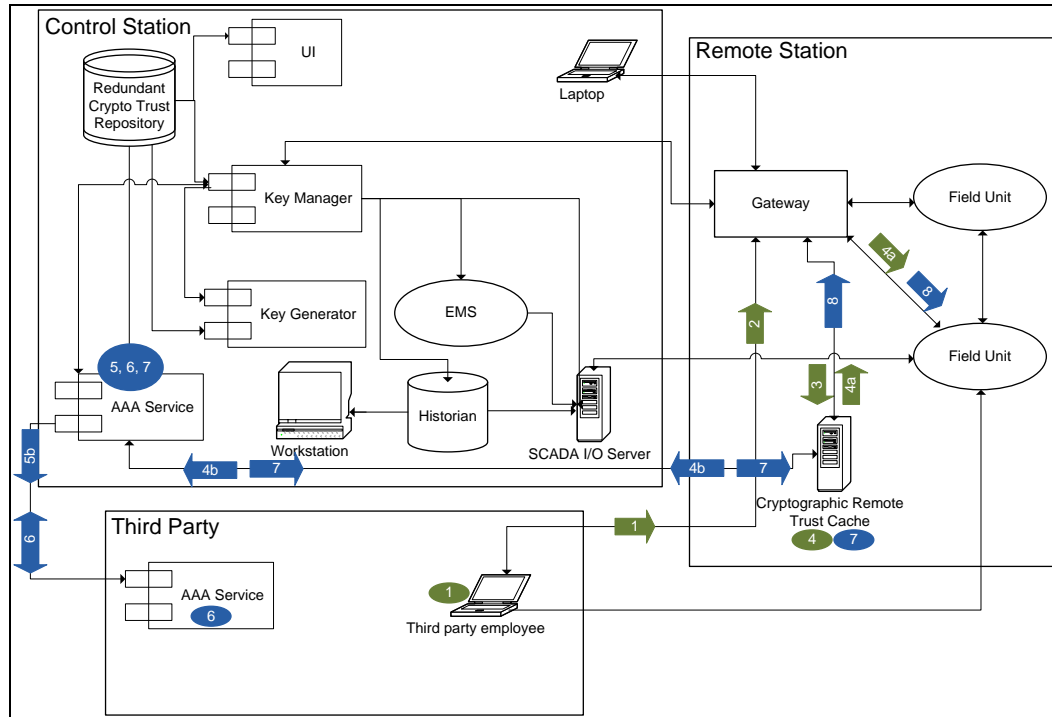 Control Station
UI
Redundant
Crypto Trust
Repository
Laptop
Remote Station
Key Manager
Gateway
Field Unit
4a
8
Key Generator
EMS
8
2
Field Unit
3
4a
5, 6, 7
AAA Service
Historian
Workstation
SCADA I/O Server
5b
4b
7
4b
7
Cryptographic Remote
Trust Cache
4
7
6
Third Party
1
AAA Service
6
1
Third party employee